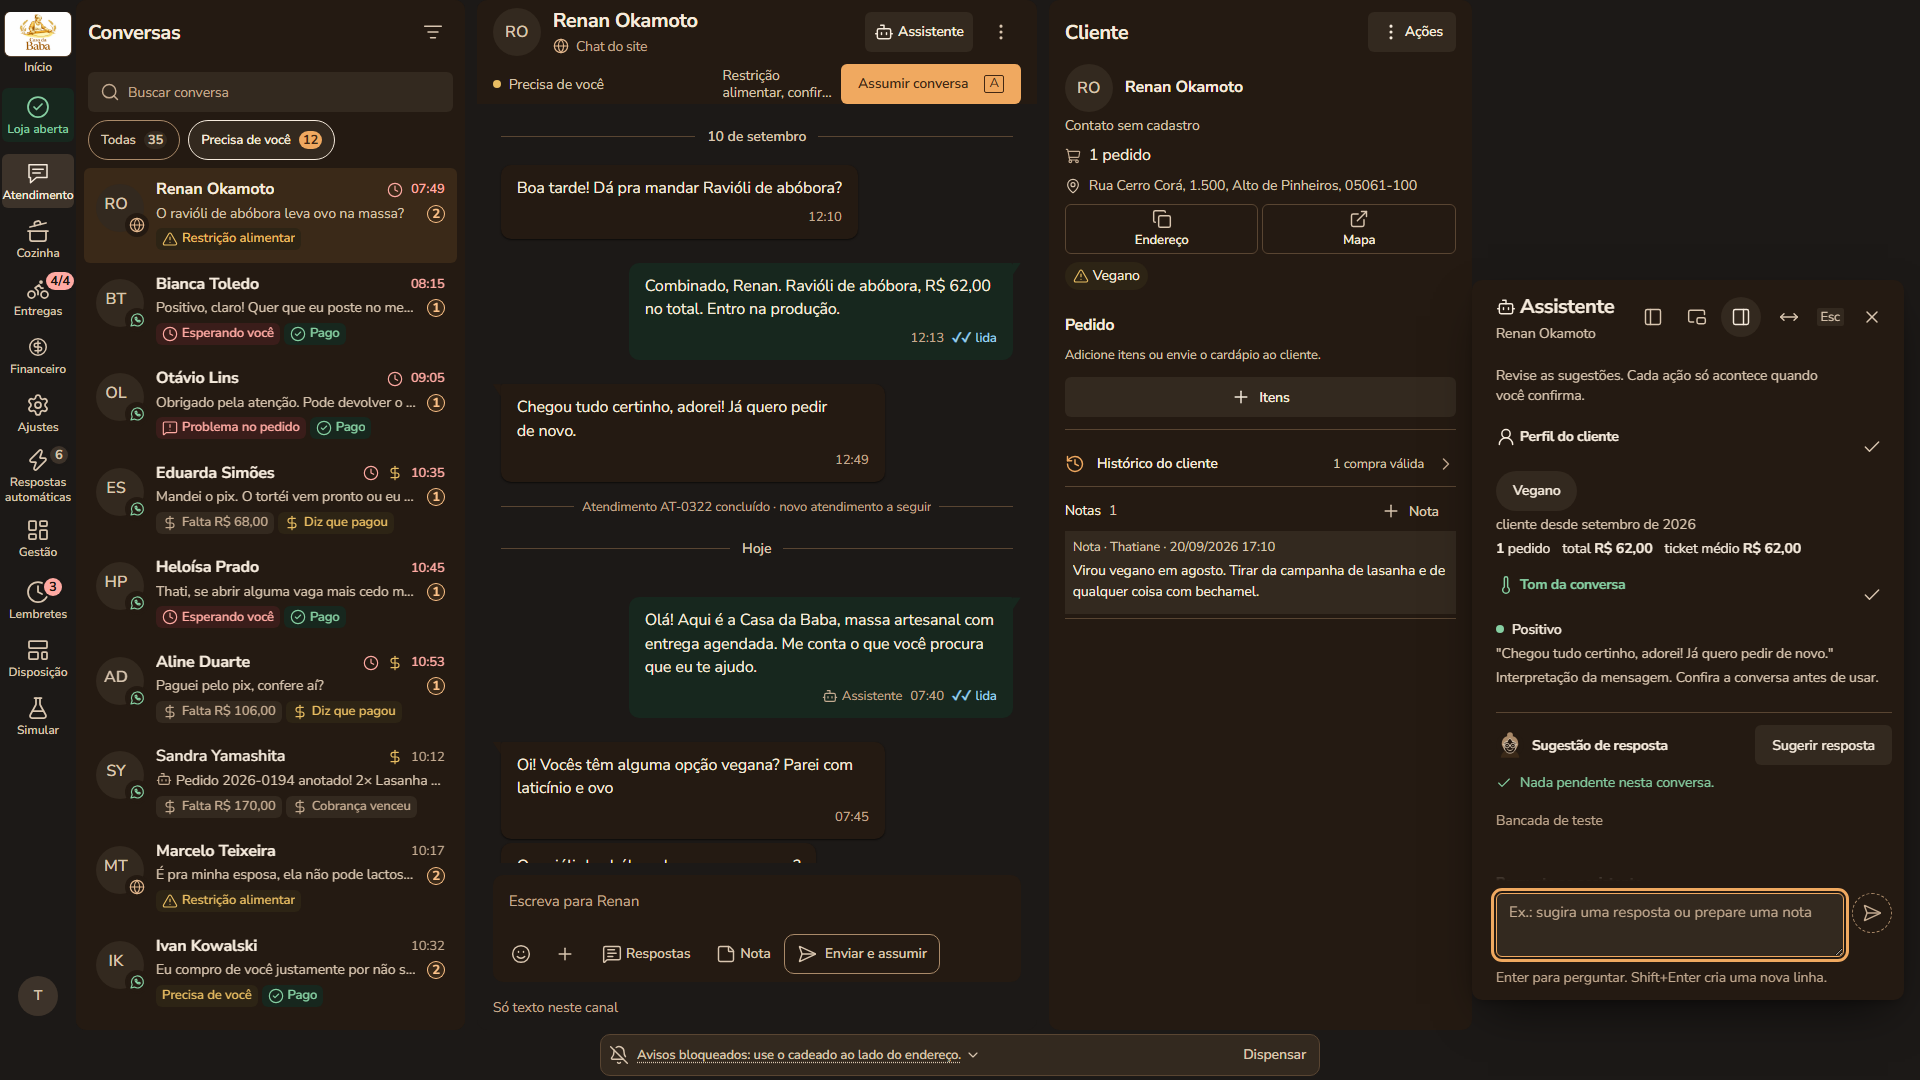 Casa da
Baba
Início
Loja aberta
Atendimento
Cozinha
4/4
Entregas
Financeiro
Ajustes
6
Respostas
automáticas
Gestão
3
Lembretes
Disposição
Simular
T
Conversas
Buscar conversa
Todas 35
Precisa de você 12
RO
Renan Okamoto 07:49
O ravióli de abóbora leva ovo na massa? 2
Restrição alimentar
BT
Bianca Toledo 08:15
Positivo, claro! Quer que eu poste no me... 1
Esperando você Pago
OL
Otávio Lins 09:05
Obrigado pela atenção. Pode devolver o ... 1
Problema no pedido Pago
ES
Eduarda Simões 10:35
Mandei o pix. O tortéi vem pronto ou eu ... 1
Falta R$ 68,00 Diz que pagou
HP
Heloísa Prado 10:45
Thati, se abrir alguma vaga mais cedo m... 1
Esperando você Pago
AD
Aline Duarte 10:53
Paguei pelo pix, confere aí? 1
Falta R$ 106,00 Diz que pagou
SY
Sandra Yamashita 10:12
Pedido 2026-0194 anotado! 2× Lasanha ...
Falta R$ 170,00 Cobrança venceu
MT
Marcelo Teixeira 10:17
É pra minha esposa, ela não pode lactos... 2
Restrição alimentar
IK
Ivan Kowalski 10:32
Eu compro de você justamente por não s... 2
Precisa de você Pago
RO
Renan Okamoto
Chat do site
Assistente
Precisa de você
Restrição
alimentar, confir...
Assumir conversa A
10 de setembro
Boa tarde! Dá pra mandar Ravióli de abóbora?
12:10
Combinado, Renan. Ravióli de abóbora, R$ 62,00
no total. Entro na produção.
12:13 lida
Chegou tudo certinho, adorei! Já quero pedir
de novo.
12:49
Atendimento AT-0322 concluído · novo atendimento a seguir
Hoje
Olá! Aqui é a Casa da Baba, massa artesanal com
entrega agendada. Me conta o que você procura
que eu te ajudo.
Assistente 07:40 lida
Oi! Vocês têm alguma opção vegana? Parei com
laticínio e ovo
07:45
Escreva para Renan
Respostas
Nota
Enviar e assumir
Só texto neste canal
Cliente
Ações
RO
Renan Okamoto
Contato sem cadastro
1 pedido
Rua Cerro Corá, 1.500, Alto de Pinheiros, 05061-100
Endereço
Mapa
Vegano
Pedido
Adicione itens ou envie o cardápio ao cliente.
Itens
Histórico do cliente 1 compra válida
Notas 1
Nota
Nota · Thatiane · 20/09/2026 17:10
Virou vegano em agosto. Tirar da campanha de lasanha e de
qualquer coisa com bechamel.
Assistente
Renan Okamoto
Esc
Revise as sugestões. Cada ação só acontece quando
você confirma.
Perfil do cliente
Vegano
cliente desde setembro de 2026
1 pedido total R$ 62,00 ticket médio R$ 62,00
Tom da conversa
Positivo
"Chegou tudo certinho, adorei! Já quero pedir de novo."
Interpretação da mensagem. Confira a conversa antes de usar.
Sugestão de resposta
Sugerir resposta
Nada pendente nesta conversa.
Bancada de teste
Ex.: sugira uma resposta ou prepare uma nota
Enter para perguntar. Shift+Enter cria uma nova linha.
Avisos bloqueados: use o cadeado ao lado do endereço.
Dispensar